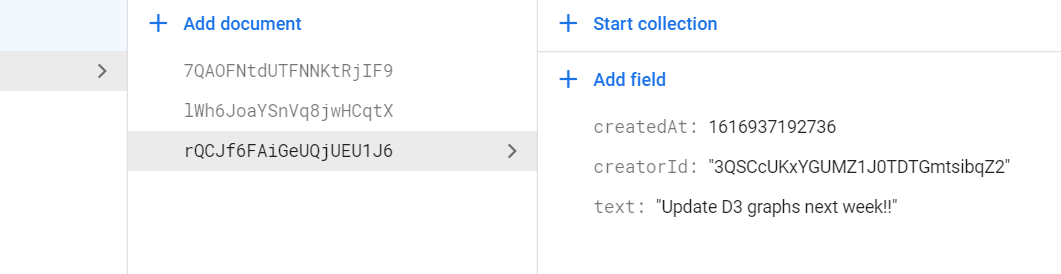 Add document
7QAOFNtdUTFNNKtRjIF9
lWh6JoaYSnVq8jwHCqtX
rQCJf6FAiGeUQjUEU1J6
Start collection
Add field
createdAt: 1616937192736
creatorId: "3QSCcUKxYGUMZ1J0TDTGmtsibqZ2"
text: "Update D3 graphs next week!!"